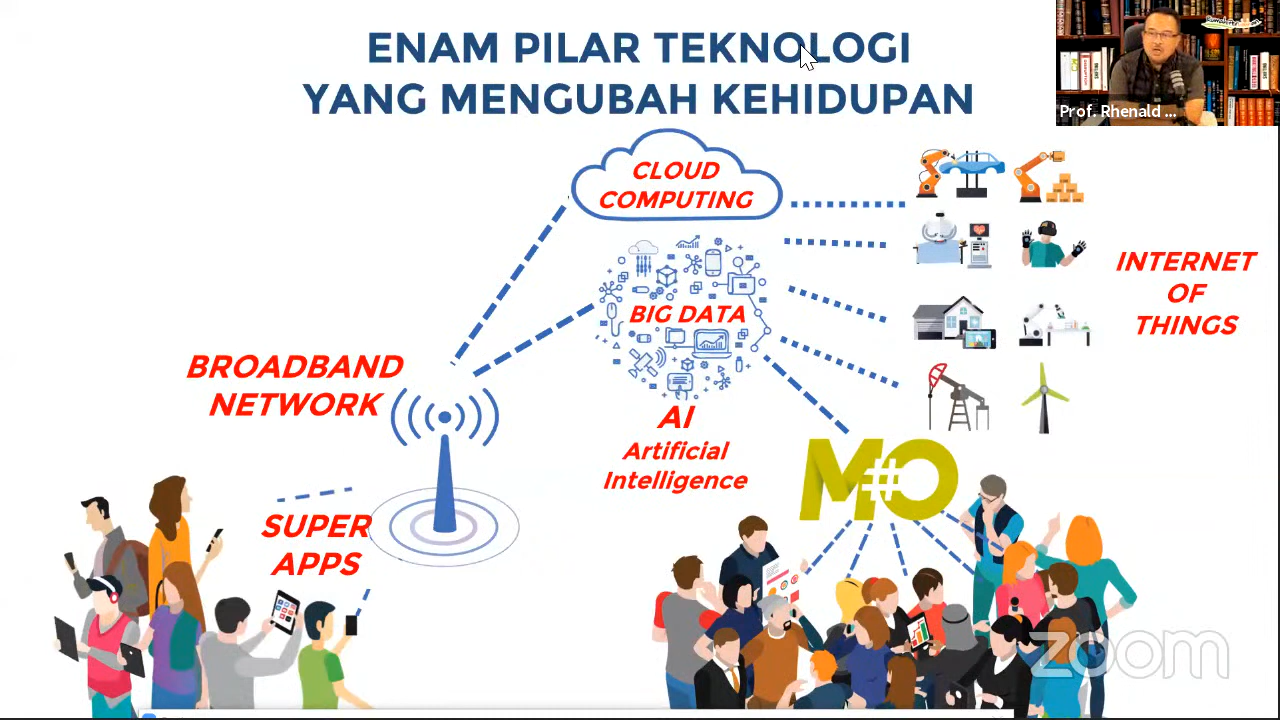 ENAM PILAR TEKNOLOGI
YANG MENGUBAH KEHIDUPAN
Prof. Rhenald ...
CLOUD
COMPUTING
BIG DATA
AI
Artificial
Intelligence
INTERNET
OF
THINGS
BROADBAND
NETWORK
SUPER
APPS
M#O
zoom